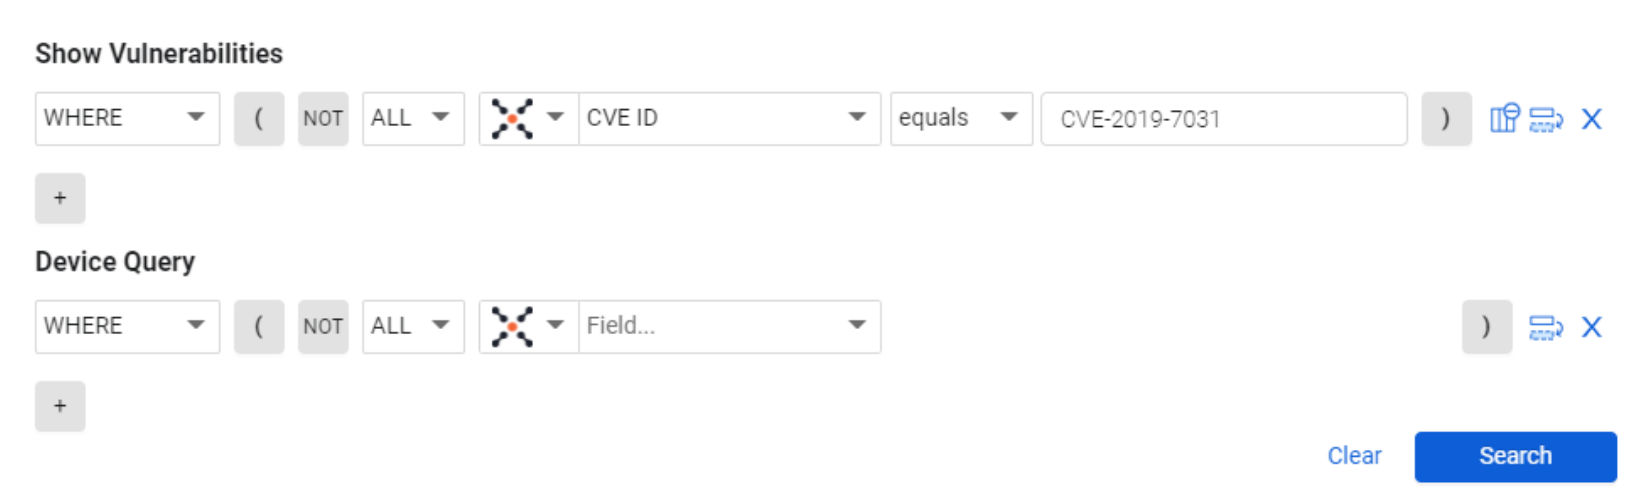 Show Vulnerabilities
WHERE ( NOT ALL CVE ID equals CVE-2019-7031 )
+
Device Query
WHERE ( NOT ALL Field... )
+
Clear Search